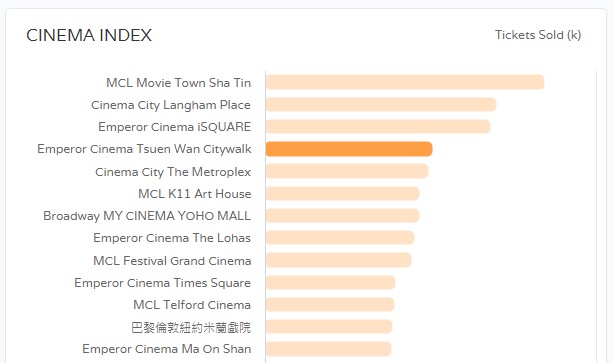 CINEMA INDEX
Tickets Sold (k)
MCL Movie Town Sha Tin
Cinema City Langham Place
Emperor Cinema iSQUARE
Emperor Cinema Tsuen Wan Citywalk
Cinema City The Metroplex
MCL K11 Art House
Broadway MY CINEMA YOHO MALL
Emperor Cinema The Lohas
MCL Festival Grand Cinema
Emperor Cinema Times Square
MCL Telford Cinema
巴黎倫敦紐約米蘭戲院
Emperor Cinema Ma On Shan